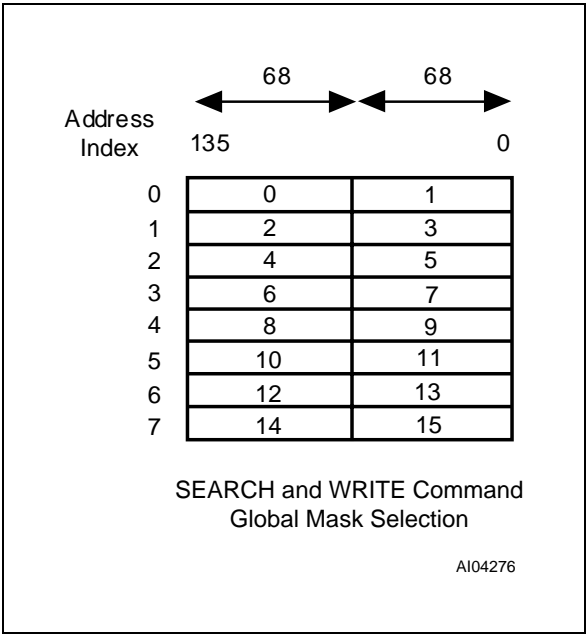 68 68
Address
Index 135 0
0 0 1
1 2 3
2 4 5
3 6 7
4 8 9
5 10 11
6 12 13
7 14 15
SEARCH and WRITE Command
Global Mask Selection
AI04276